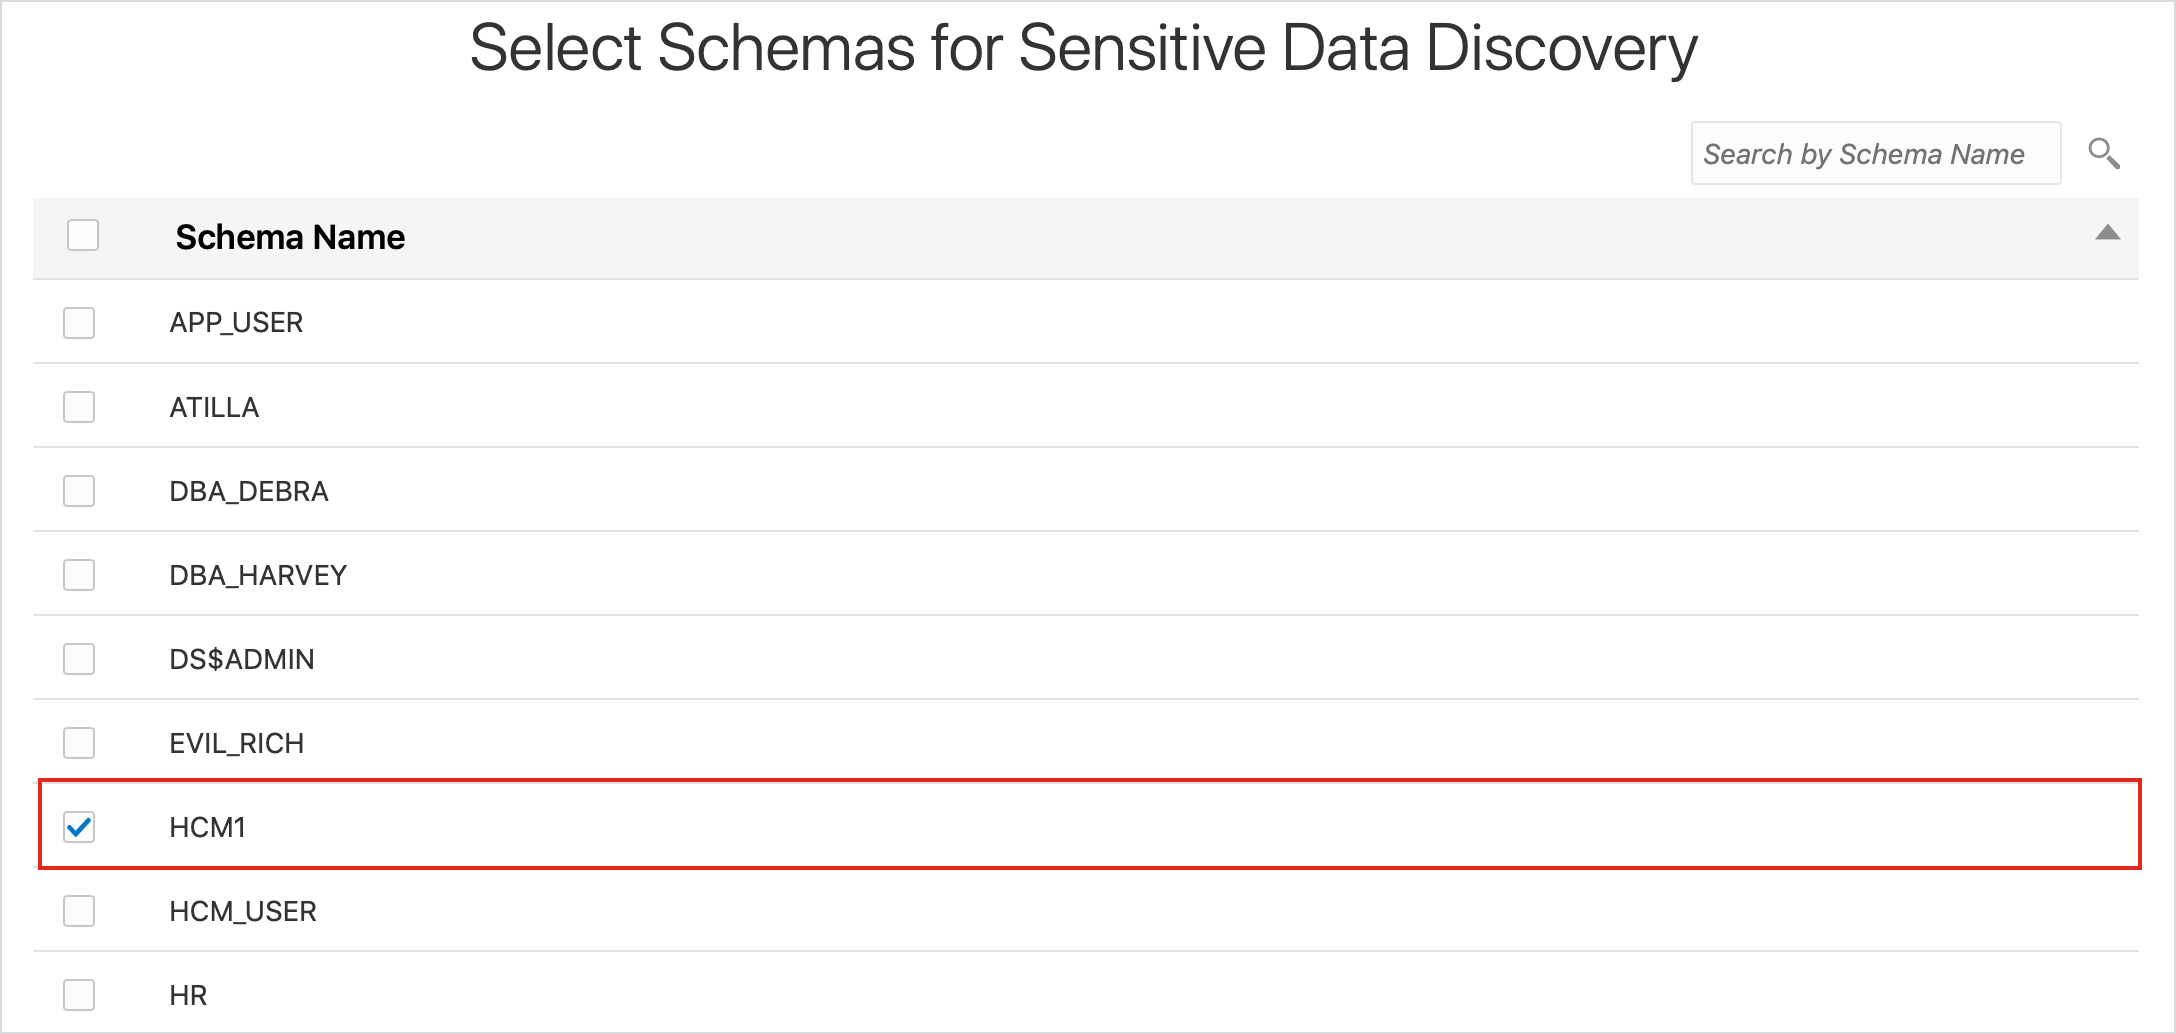 Select Schemas for Sensitive Data Discovery
Search by Schema Name
Schema Name
APP_USER
ATILLA
DBA_DEBRA
DBA_HARVEY
DS$ADMIN
EVIL_RICH
HCM1
HCM_USER
HR